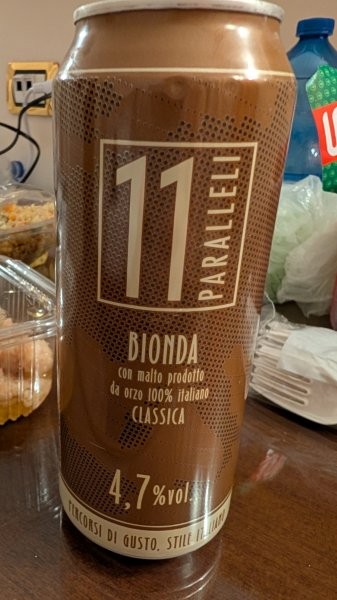 11
PARALLELI
BIONDA
con malto prodotto
da orzo 100% italiano
CLASSICA
4,7%vol.
PERCORSI DI GUSTO, STILE ITALIANO